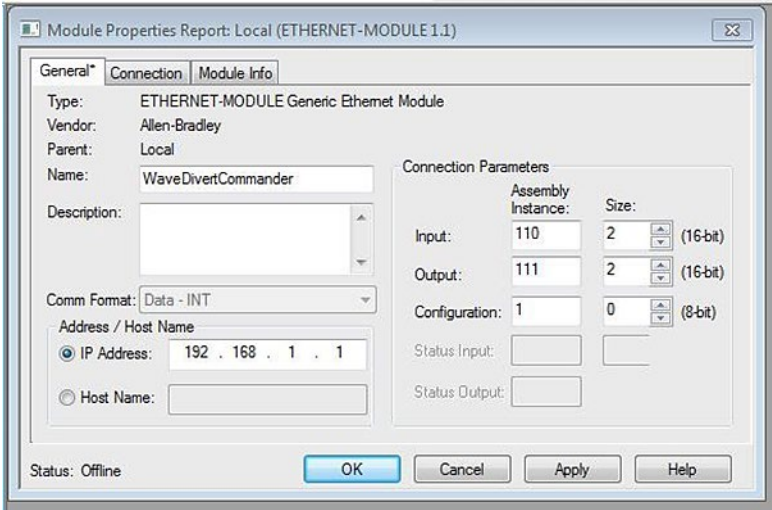 Module Properties Report: Local (ETHERNET-MODULE 1.1)
General* Connection Module Info
Type: ETHERNET-MODULE Generic Ethernet Module
Vendor: Allen-Bradley
Parent: Local
Name: WaveDivertCommander
Description:
Comm Format: Data - INT
Address / Host Name
IP Address: 192 . 168 . 1 . 1
Host Name:
Connection Parameters
Assembly
Instance: Size:
Input: 110 2 (16-bit)
Output: 111 2 (16-bit)
Configuration: 1 0 (8-bit)
Status Input:
Status Output:
Status: Offline OK Cancel Apply Help